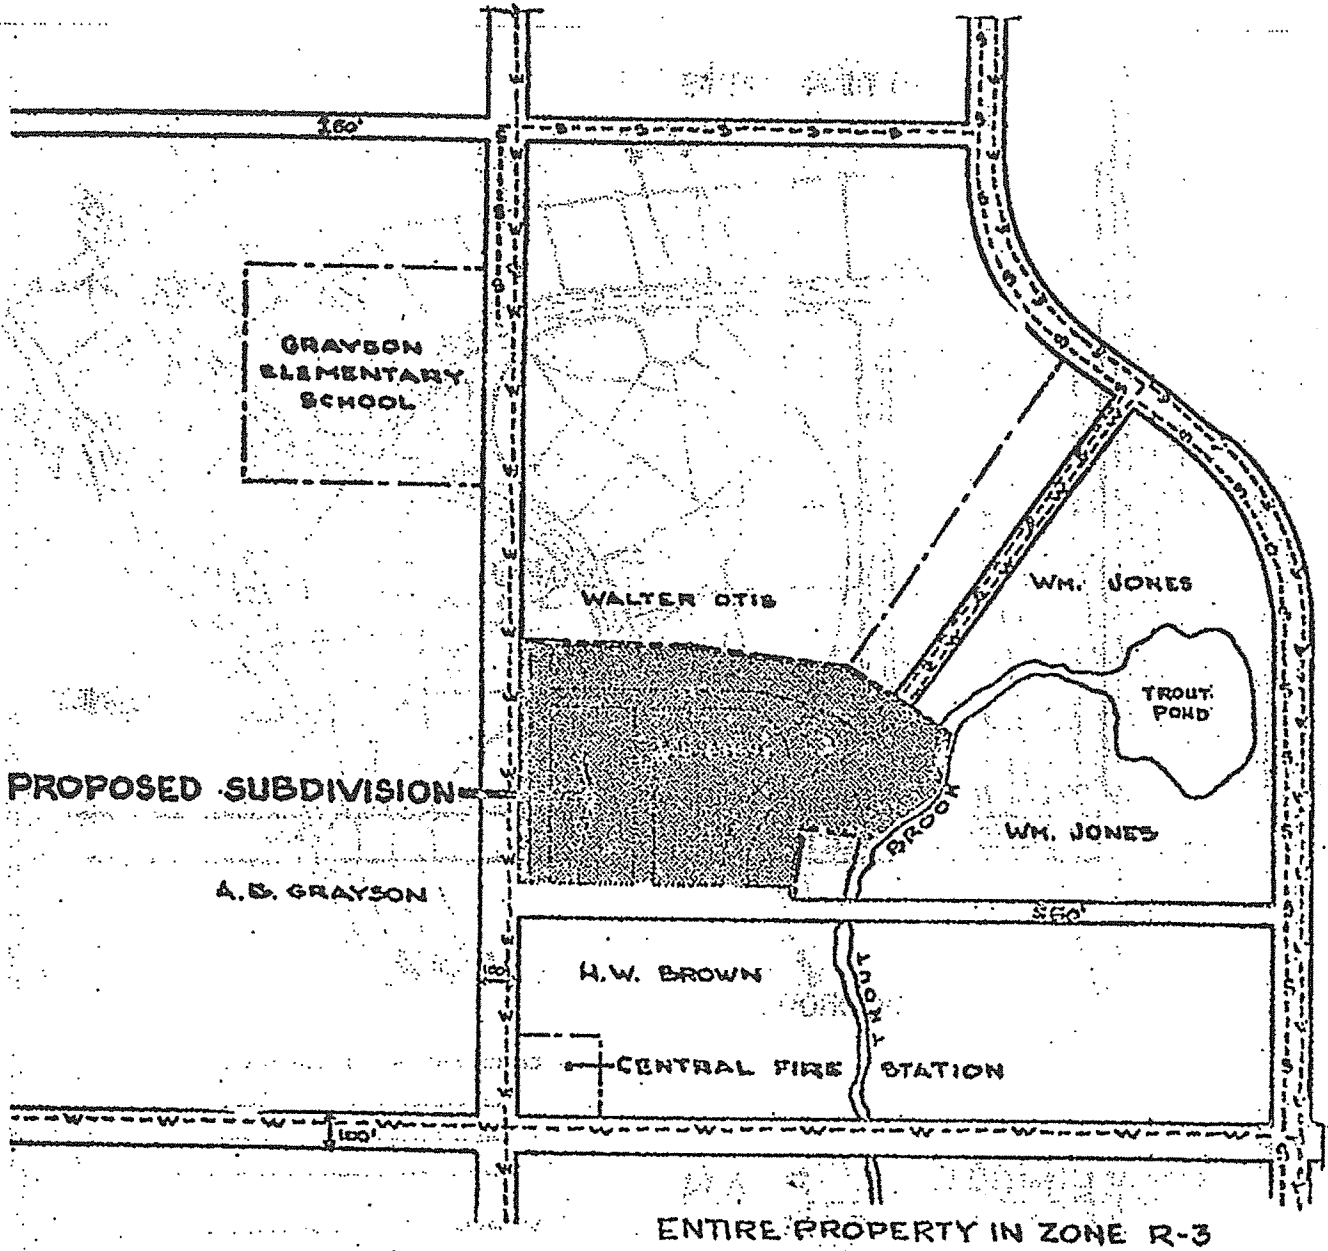 60'
GRAYSON
ELEMENTARY
SCHOOL
WALTER OTIS
WM. JONES
TROUT
POND
PROPOSED SUBDIVISION
BROOK
WM. JONES
A.B. GRAYSON
60'
H.W. BROWN
TROUT
CENTRAL FIRE STATION
100'
ENTIRE PROPERTY IN ZONE R-3